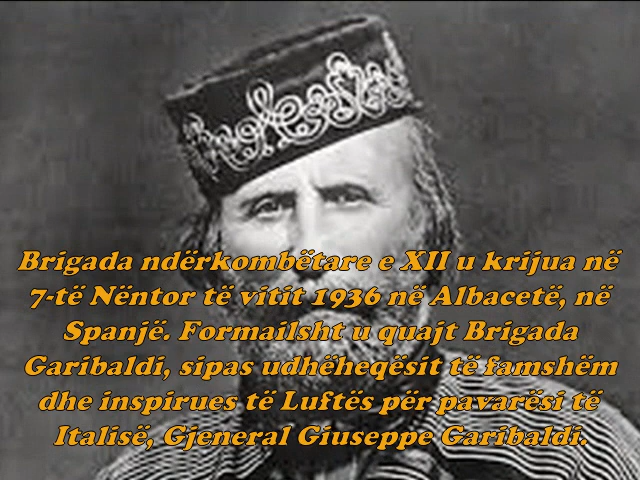 Brigada ndërkombëtare e XII u krijua në
7-të Nëntor të vitit 1936 në Albacetë, në
Spanjë. Formailsht u quajt Brigada
Garibaldi, sipas udhëheqësit të famshëm
dhe inspirues të Luftës për pavarësi të
Italisë, Gjeneral Giuseppe Garibaldi.